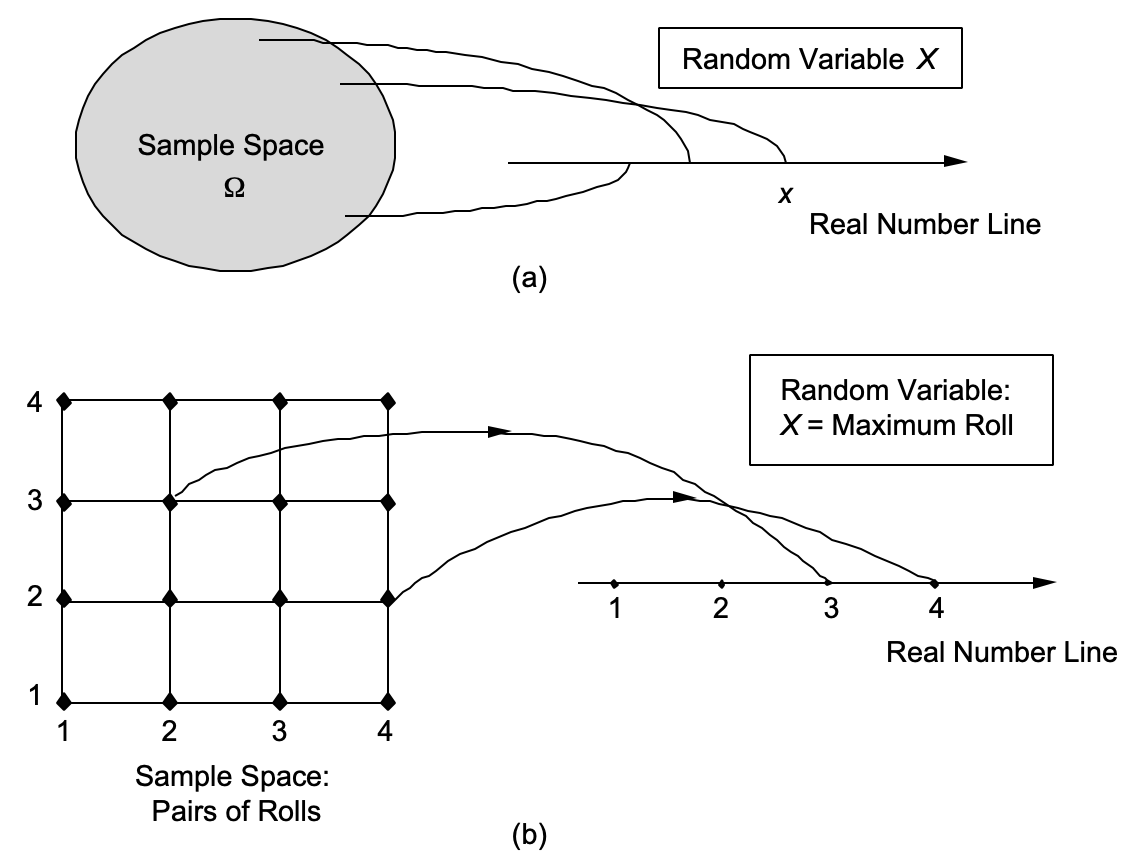 Random Variable X
Sample Space
Ω
x
Real Number Line
(a)
Random Variable:
X = Maximum Roll
4
3
2
1
1 2 3 4
1 2 3 4
Real Number Line
Sample Space:
Pairs of Rolls
(b)